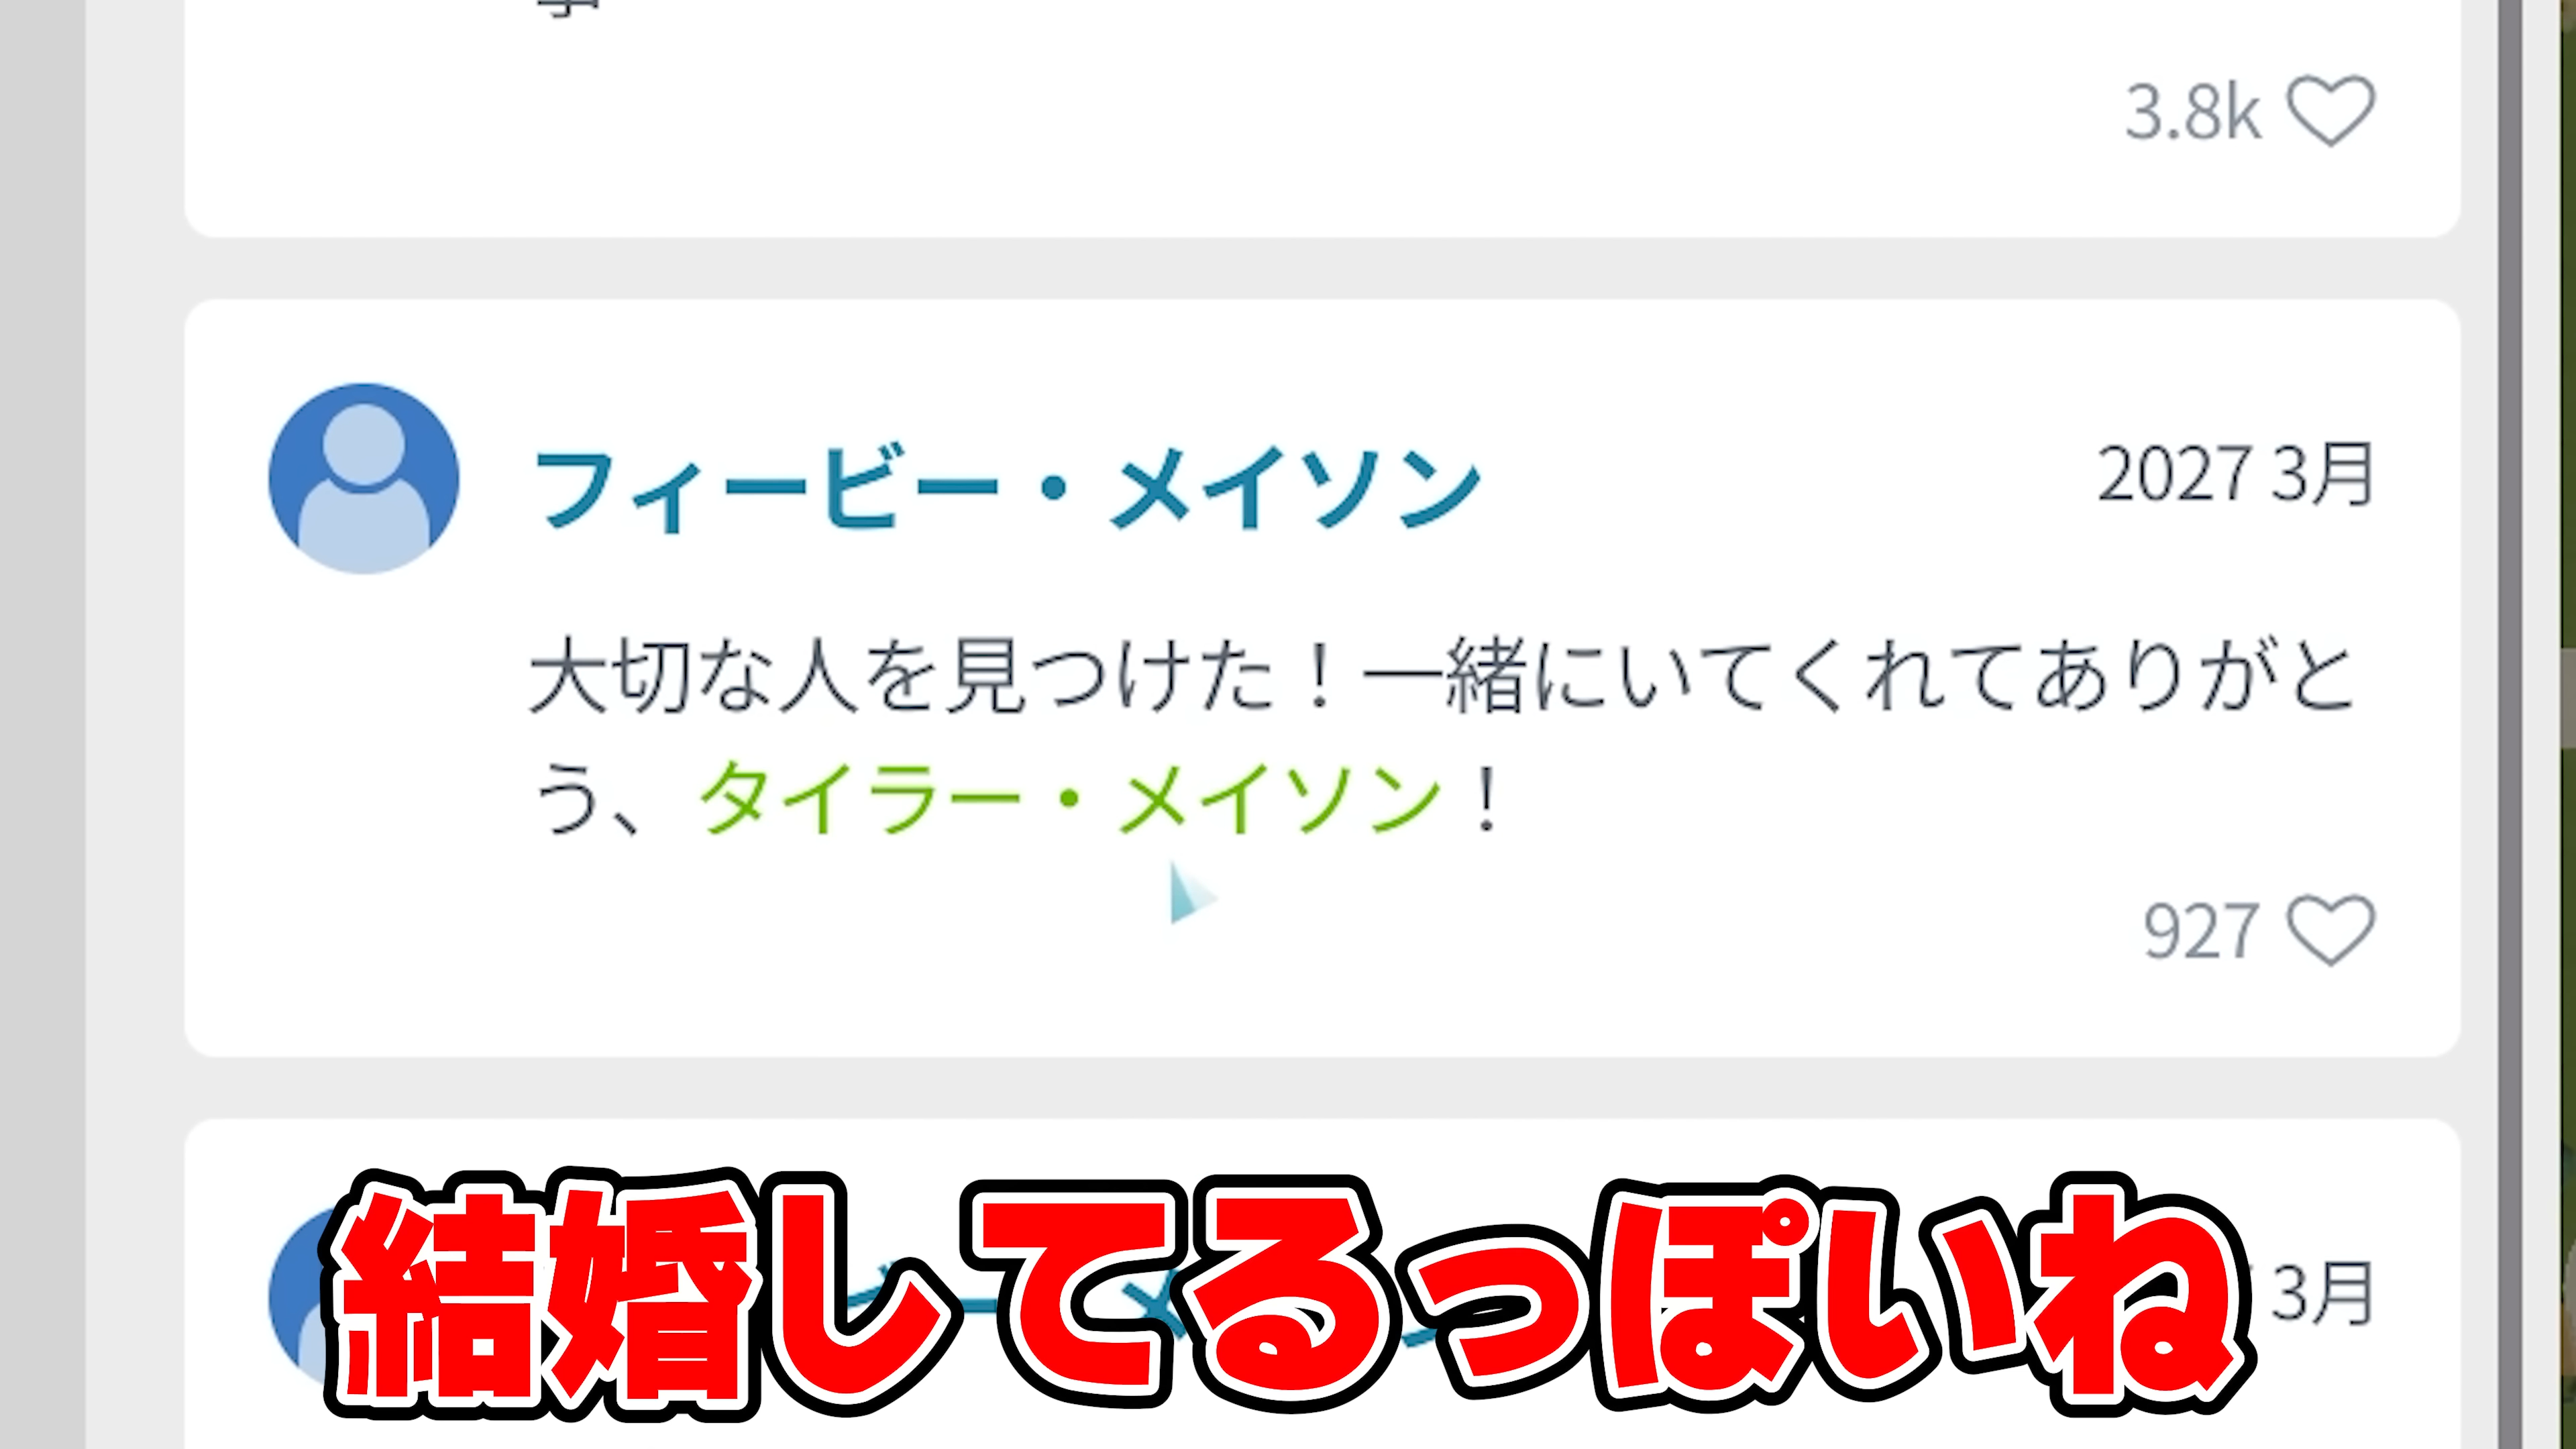 3.8k
フィービー・メイソン
2027 3月
大切な人を見つけた！一緒にいてくれてありがと
う、タイラー・メイソン！
927
3月
結婚してるっぽいね